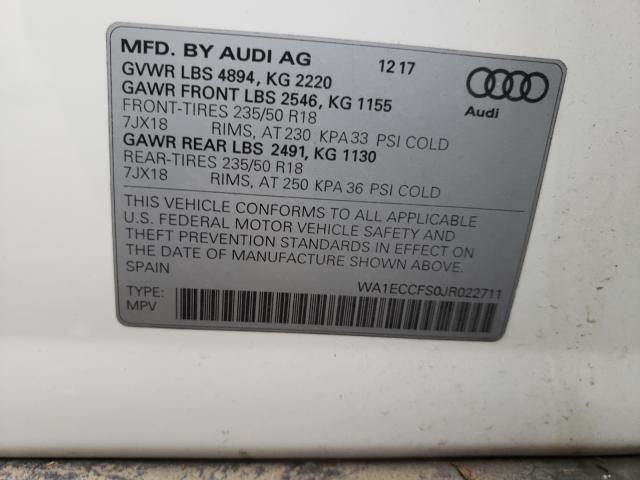 MFD. BY AUDI AG 12 17
GVWR LBS 4894, KG 2220
GAWR FRONT LBS 2546, KG 1155
FRONT-TIRES 235/50 R18
7JX18 RIMS, AT 230 KPA 33 PSI COLD
GAWR REAR LBS 2491, KG 1130
REAR-TIRES 235/50 R18
7JX18 RIMS, AT 250 KPA 36 PSI COLD
Audi
THIS VEHICLE CONFORMS TO ALL APPLICABLE
U.S. FEDERAL MOTOR VEHICLE SAFETY AND
THEFT PREVENTION STANDARDS IN EFFECT ON
THE DATE OF MANUFACTURE SHOWN ABOVE.
SPAIN
WA1ECCFS0JR022711
TYPE:
MPV